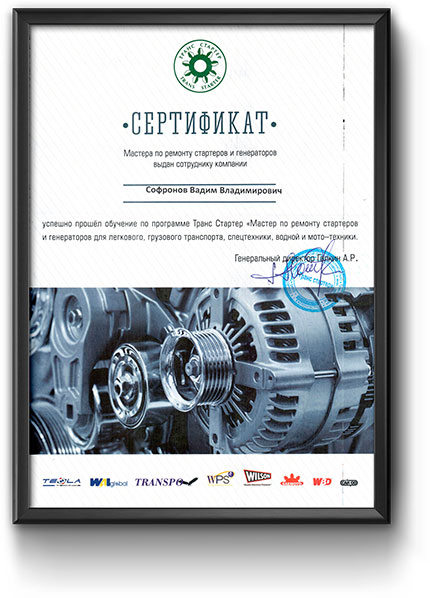 ТРАНС СТАРТЕР
TRANS STARTER
• СЕРТИФИКАТ •
Мастера по ремонту стартеров и генераторов
выдан сотруднику компании
Софронов Вадим Владимирович
успешно прошёл обучение по программе Транс Стартер «Мастер по ремонту стартеров
и генераторов для легкового, грузового транспорта, спецтехники, водной и мото–техники.
Генеральный директор Галкин А.Р.
TESLA
WAIglobal
TRANSPO
WPS
WILSON
WBD
CARGO